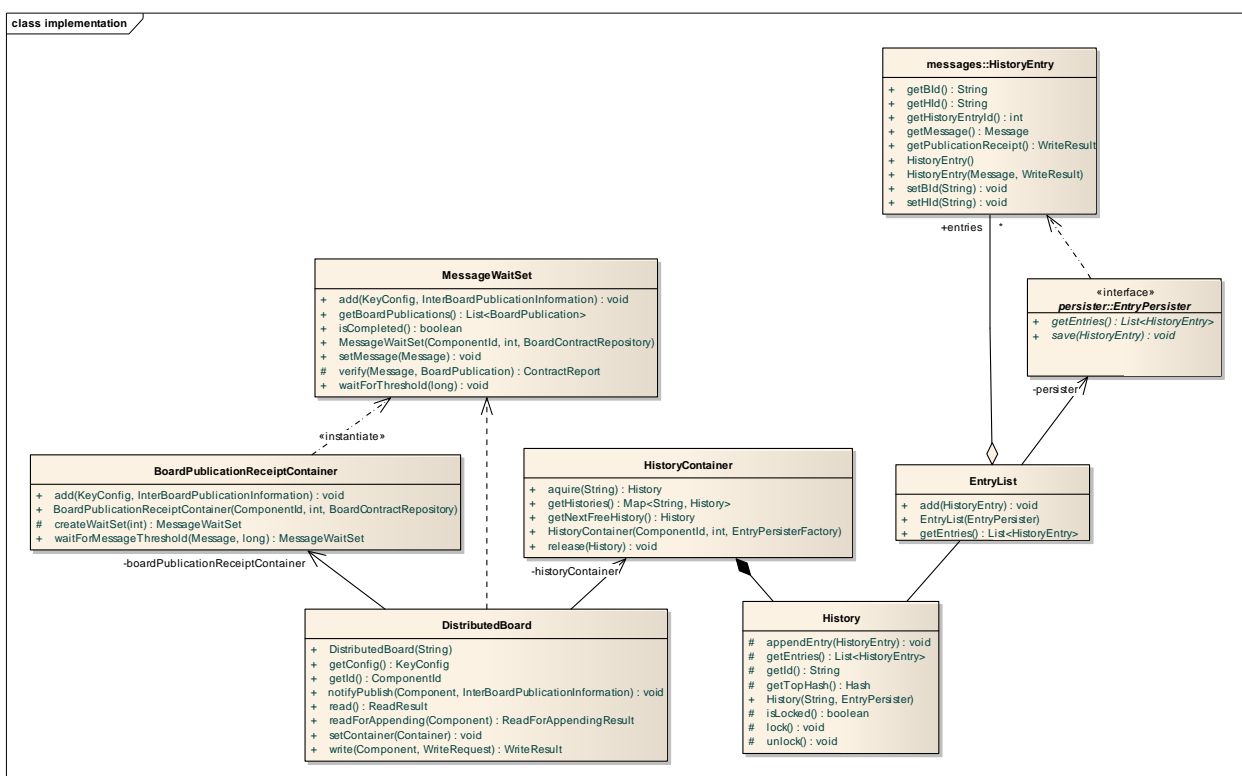 class implementation
messages::HistoryEntry
+ getBId() : String
+ getHId() : String
+ getHistoryEntryId() : int
+ getMessage() : Message
+ getPublicationReceipt() : WriteResult
+ HistoryEntry()
+ HistoryEntry(Message, WriteResult)
+ setBId(String) : void
+ setHId(String) : void
+entries *
MessageWaitSet
+ add(KeyConfig, InterBoardPublicationInformation) : void
+ getBoardPublications() : List<BoardPublication>
+ isCompleted() : boolean
+ MessageWaitSet(ComponentId, int, BoardContractRepository)
+ setMessage(Message) : void
# verify(Message, BoardPublication) : ContractReport
+ waitForThreshold(long) : void
«interface»
persister::EntryPersister
+ getEntries() : List<HistoryEntry>
+ save(HistoryEntry) : void
-persister
«instantiate»
BoardPublicationReceiptContainer
+ add(KeyConfig, InterBoardPublicationInformation) : void
+ BoardPublicationReceiptContainer(ComponentId, int, BoardContractRepository)
# createWaitSet(int) : MessageWaitSet
+ waitForMessageThreshold(Message, long) : MessageWaitSet
-boardPublicationReceiptContainer
HistoryContainer
+ aquire(String) : History
+ getHistories() : Map<String, History>
+ getNextFreeHistory() : History
+ HistoryContainer(ComponentId, int, EntryPersisterFactory)
+ release(History) : void
-historyContainer
EntryList
+ add(HistoryEntry) : void
+ EntryList(EntryPersister)
+ getEntries() : List<HistoryEntry>
DistributedBoard
+ DistributedBoard(String)
+ getConfig() : KeyConfig
+ getId() : ComponentId
+ notifyPublish(Component, InterBoardPublicationInformation) : void
+ read() : ReadResult
+ readForAppending(Component) : ReadForAppendingResult
+ setContainer(Container) : void
+ write(Component, WriteRequest) : WriteResult
History
# appendEntry(HistoryEntry) : void
# getEntries() : List<HistoryEntry>
# getId() : String
# getTopHash() : Hash
+ History(String, EntryPersister)
# isLocked() : boolean
# lock() : void
# unlock() : void